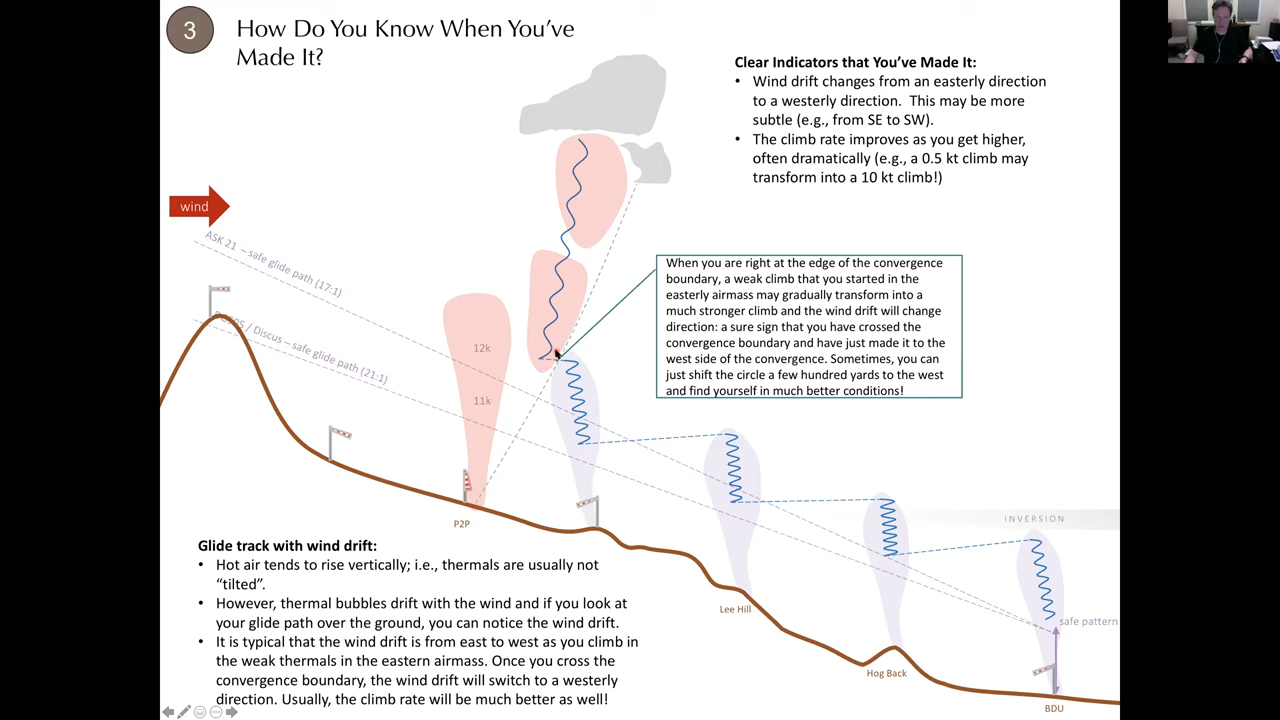 3
How Do You Know When You've
Made It?
Clear Indicators that You've Made It:
• Wind drift changes from an easterly direction
to a westerly direction. This may be more
subtle (e.g., from SE to SW).
• The climb rate improves as you get higher,
often dramatically (e.g., a 0.5 kt climb may
transform into a 10 kt climb!)
wind
ASK 21 – safe glide path (17:1)
/ Discus – safe glide path (21:1)
When you are right at the edge of the convergence
boundary, a weak climb that you started in the
easterly airmass may gradually transform into a
much stronger climb and the wind drift will change
direction: a sure sign that you have crossed the
convergence boundary and have just made it to the
west side of the convergence. Sometimes, you can
just shift the circle a few hundred yards to the west
and find yourself in much better conditions!
12k
11k
P2P
INVERSION
Lee Hill
safe pattern
Hog Back
BDU
Glide track with wind drift:
• Hot air tends to rise vertically; i.e., thermals are usually not
"tilted".
• However, thermal bubbles drift with the wind and if you look at
your glide path over the ground, you can notice the wind drift.
• It is typical that the wind drift is from east to west as you climb in
the weak thermals in the eastern airmass. Once you cross the
convergence boundary, the wind drift will switch to a westerly
direction. Usually, the climb rate will be much better as well!